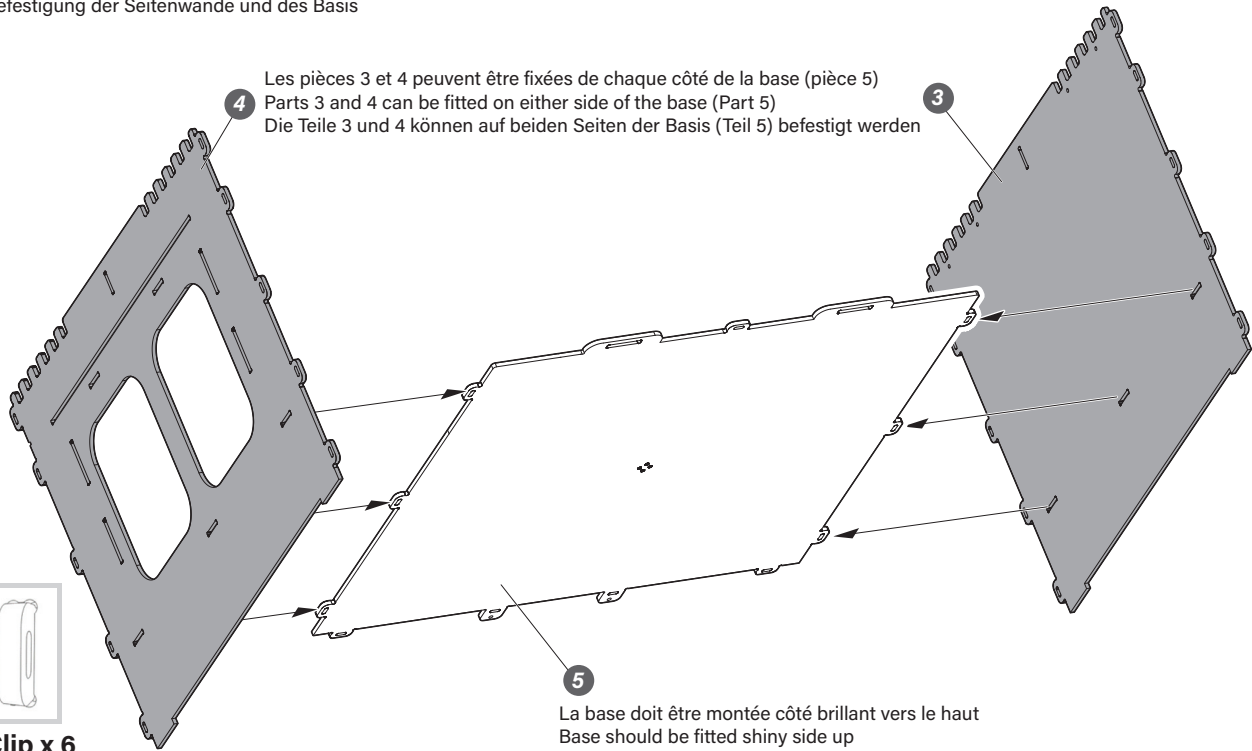 efestigung der Seitenwände und des Basis
Les pièces 3 et 4 peuvent être fixées de chaque côté de la base (pièce 5)
4
Parts 3 and 4 can be fitted on either side of the base (Part 5)
3
Die Teile 3 und 4 können auf beiden Seiten der Basis (Teil 5) befestigt werden
5
La base doit être montée côté brillant vers le haut
Clip x 6
Base should be fitted shiny side up